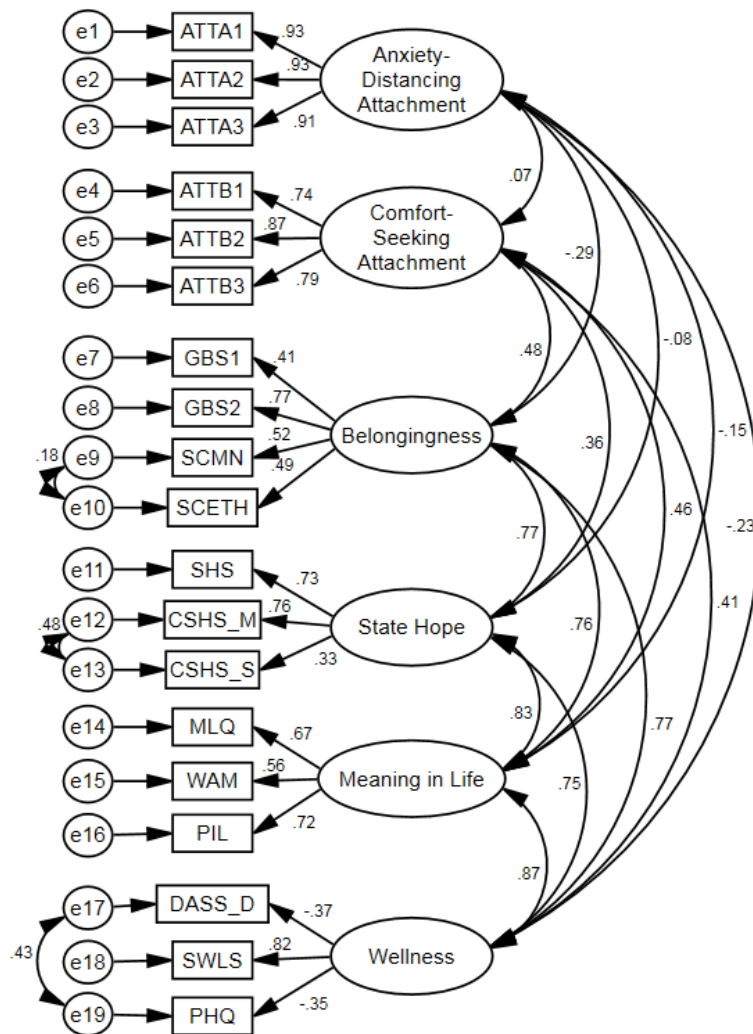 e1
ATTA1
.93
Anxiety-
Distancing
Attachment
e2
ATTA2
.93
e3
ATTA3
.91
.07
e4
ATTB1
.74
Comfort-
Seeking
Attachment
e5
ATTB2
.87
e6
ATTB3
.79
-.29
.48
-.08
e7
GBS1
.41
e8
GBS2
.77
Belongingness
.18
e9
SCMN
.52
e10
SCETH
.49
.36
-.15
.46
-.23
.77
.76
.41
e11
SHS
.73
State Hope
.48
e12
CSHS_M
.76
e13
CSHS_S
.33
.83
.77
.75
e14
MLQ
.67
Meaning in Life
e15
WAM
.56
e16
PIL
.72
.87
.43
e17
DASS_D
-.37
Wellness
e18
SWLS
.82
e19
PHQ
-.35